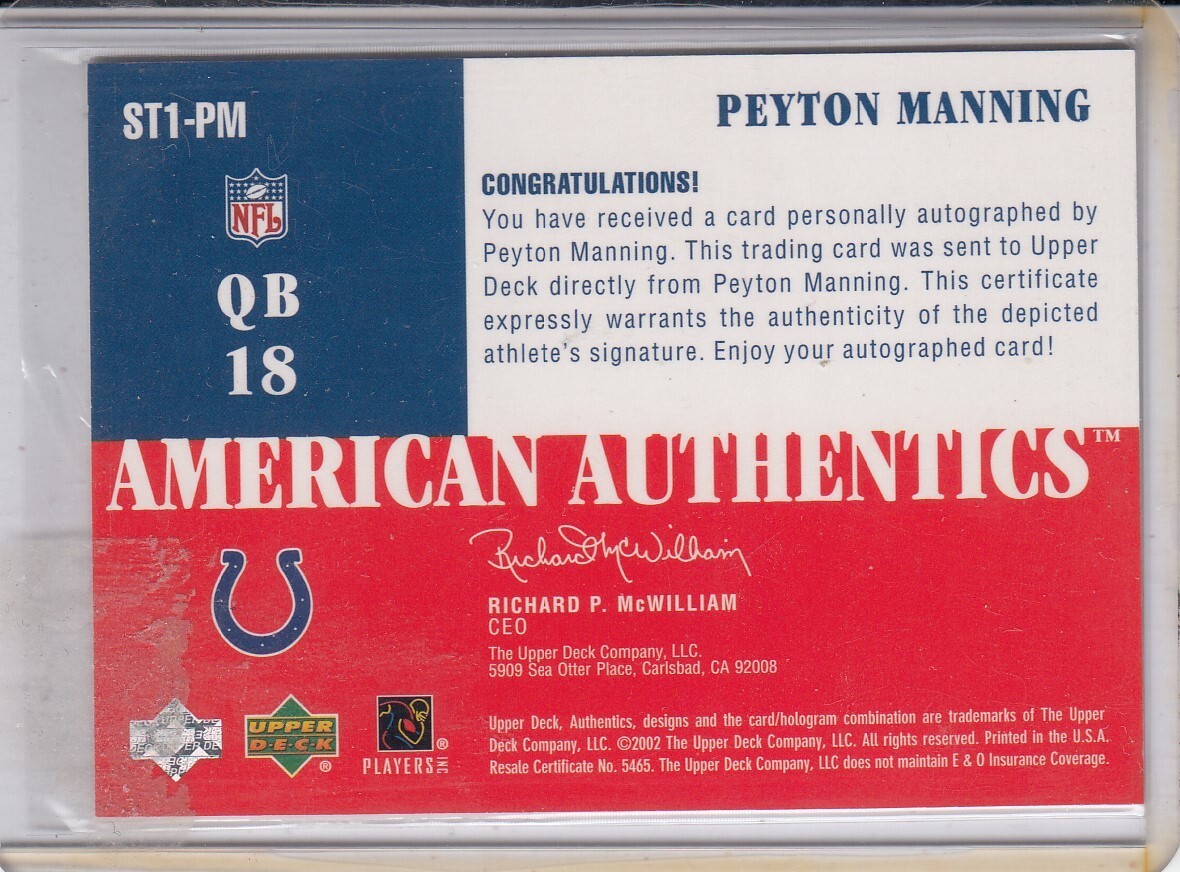 ST1-PM
PEYTON MANNING
NFL
QB
18
CONGRATULATIONS!
You have received a card personally autographed by
Peyton Manning. This trading card was sent to Upper
Deck directly from Peyton Manning. This certificate
expressly warrants the authenticity of the depicted
athlete's signature. Enjoy your autographed card!
AMERICAN AUTHENTICS™
Richard McWilliam
RICHARD P. McWILLIAM
CEO
The Upper Deck Company, LLC.
5909 Sea Otter Place, Carlsbad, CA 92008
UPPER
D·E·C·K
®
PLAYERS INC
®
Upper Deck, Authentics, designs and the card/hologram combination are trademarks of The Upper
Deck Company, LLC. ©2002 The Upper Deck Company, LLC. All rights reserved. Printed in the U.S.A.
Resale Certificate No. 5465. The Upper Deck Company, LLC does not maintain E & O Insurance Coverage.